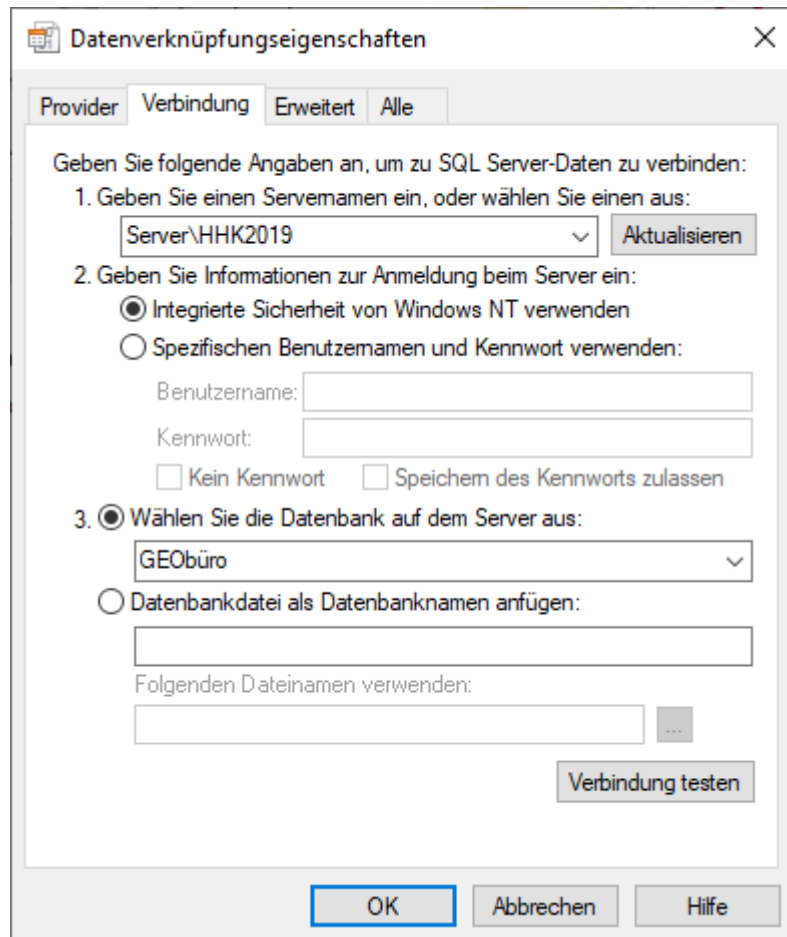 Datenverknüpfungseigenschaften
Provider Verbindung Erweitert Alle
Geben Sie folgende Angaben an, um zu SQL Server-Daten zu verbinden:
1. Geben Sie einen Servernamen ein, oder wählen Sie einen aus:
Server\HHK2019 Aktualisieren
2. Geben Sie Informationen zur Anmeldung beim Server ein:
Integrierte Sicherheit von Windows NT verwenden
Spezifischen Benutzernamen und Kennwort verwenden:
Benutzername:
Kennwort:
Kein Kennwort Speichern des Kennworts zulassen
3. Wählen Sie die Datenbank auf dem Server aus:
GEObüro
Datenbankdatei als Datenbanknamen anfügen:
Folgenden Dateinamen verwenden:
...
Verbindung testen
OK Abbrechen Hilfe